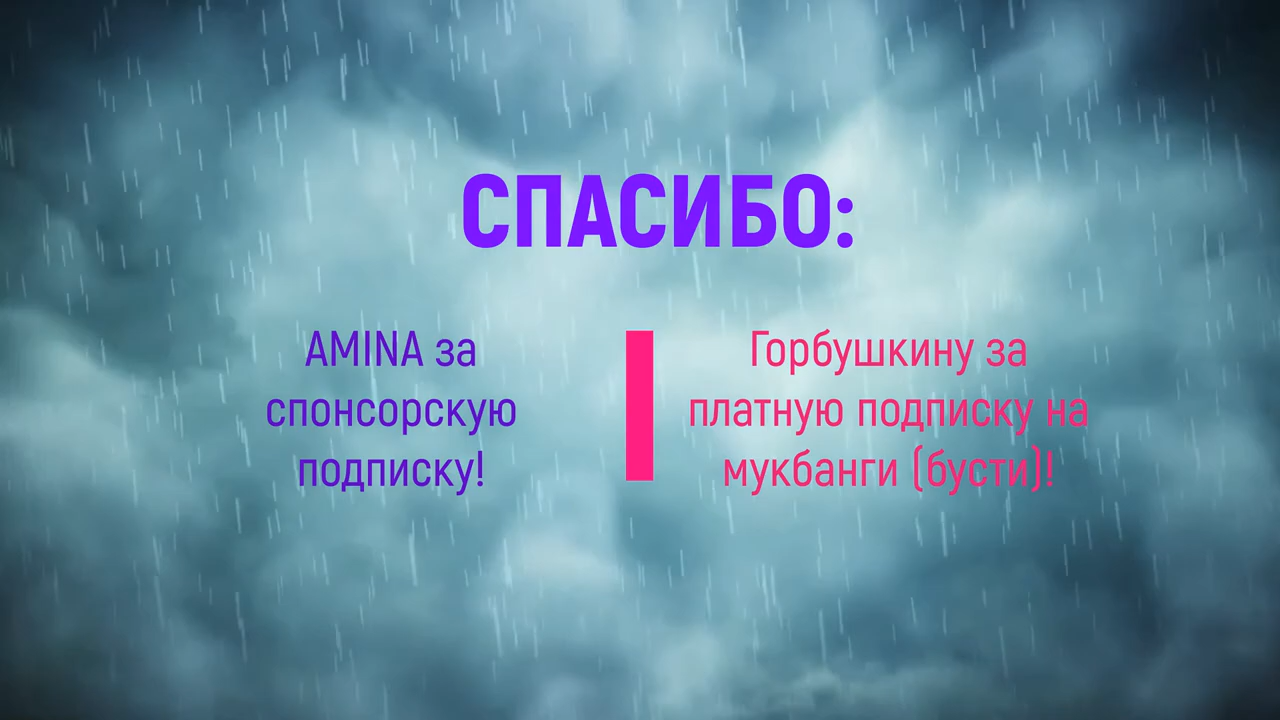 СПАСИБО:
AMINA за
спонсорскую
подписку!
Горбушкину за
платную подписку на
мукбанги (бусти)!